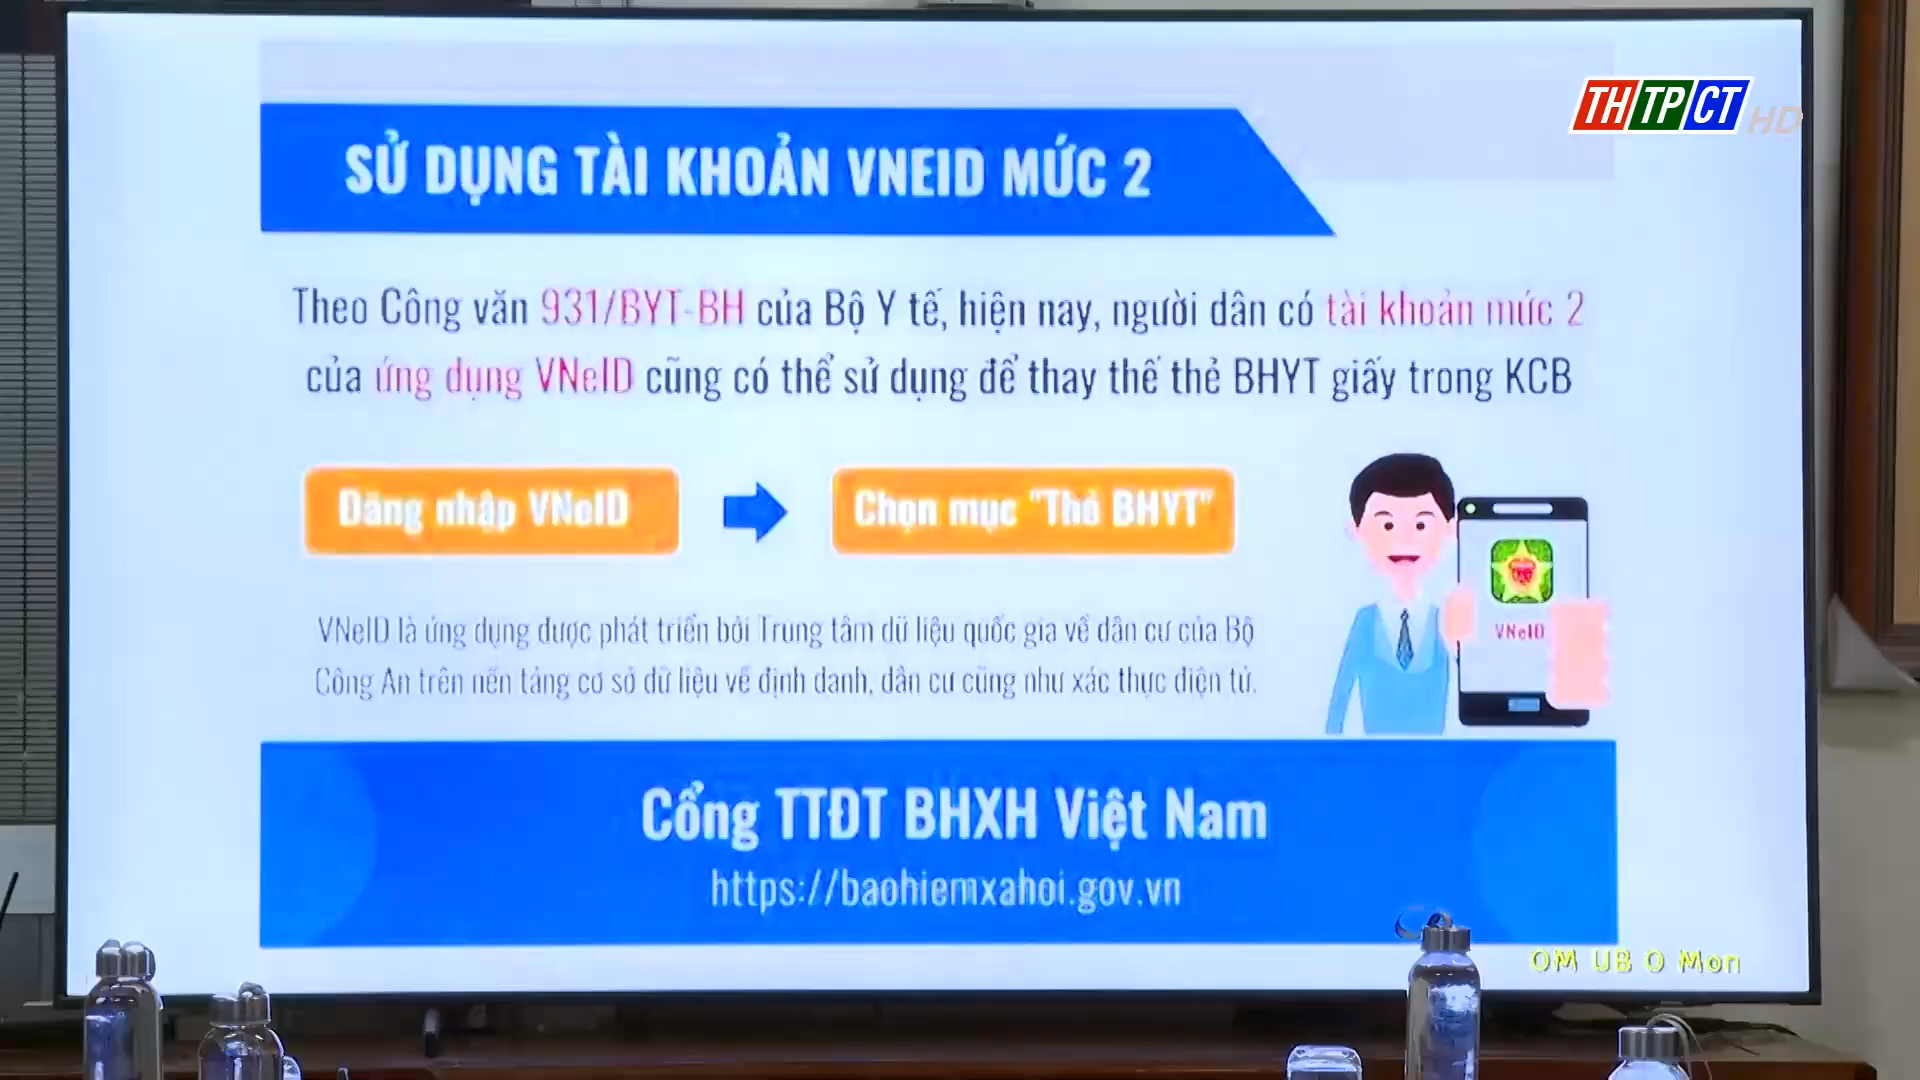 THTPCT HD
SỬ DỤNG TÀI KHOẢN VNEID MỨC 2
Theo Công văn 931/BYT-BH của Bộ Y tế, hiện nay, người dân có tài khoản mức 2
của ứng dụng VNeID cũng có thể sử dụng để thay thế thẻ BHYT giấy trong KCB
Đăng nhập VNeID
Chọn mục "Thẻ BHYT"
VNeID
VNeID là ứng dụng được phát triển bởi Trung tâm dữ liệu quốc gia về dân cư của Bộ
Công An trên nền tảng cơ sở dữ liệu về định danh, dân cư cũng như xác thực điện tử.
Cổng TTĐT BHXH Việt Nam
https://baohiemxahoi.gov.vn
OM UB O Mon